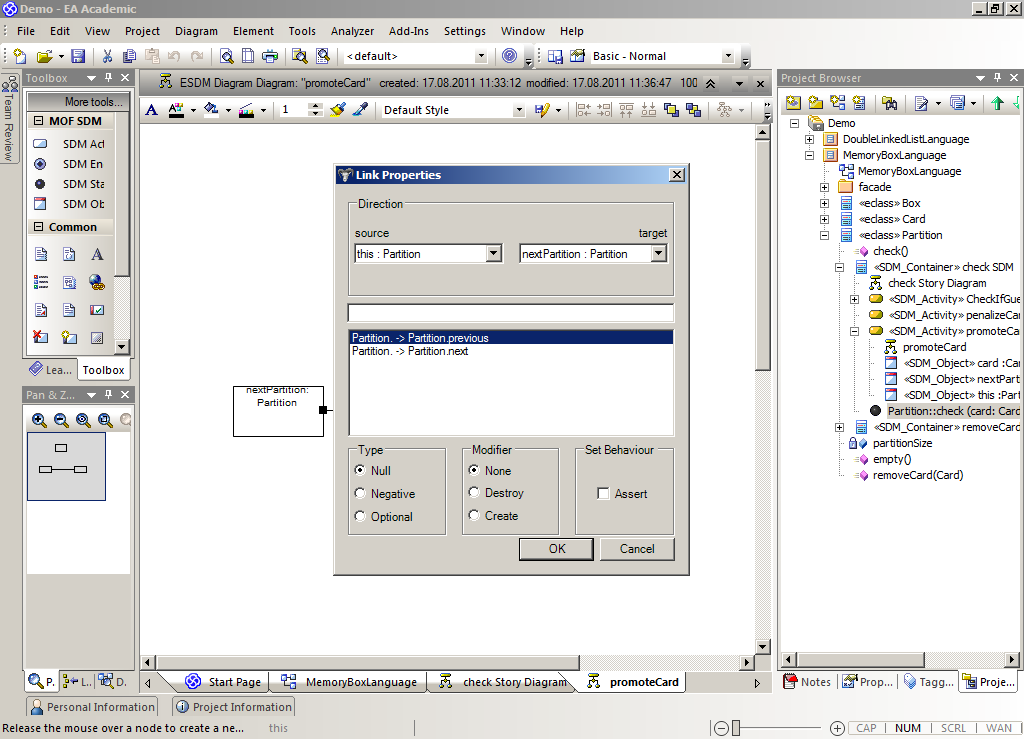 Demo - EA Academic
File Edit View Project Diagram Element Tools Analyzer Add-Ins Settings Window Help
<default>
Basic - Normal
Team Review
Toolbox
More tools...
MOF SDM
SDM Act
SDM En
SDM Sta
SDM Ob
Common
Lea...
Toolbox
Pan & Z...
P.
L..
D.
ESDM Diagram Diagram: "promoteCard" created: 17.08.2011 11:33:12 modified: 17.08.2011 11:36:47 100
1
Default Style
nextPartition:
Partition
Link Properties
Direction
source
target
this : Partition
nextPartition : Partition
Partition. -> Partition.previous
Partition. -> Partition.next
Type
Null
Negative
Optional
Modifier
None
Destroy
Create
Set Behaviour
Assert
OK
Cancel
Start Page
MemoryBoxLanguage
check Story Diagram
promoteCard
Project Browser
Demo
DoubleLinkedListLanguage
MemoryBoxLanguage
MemoryBoxLanguage
facade
«eclass» Box
«eclass» Card
«eclass» Partition
check()
«SDM_Container» check SDM
check Story Diagram
«SDM_Activity» CheckIfGue
«SDM_Activity» penalizeCar
«SDM_Activity» promoteCa
promoteCard
«SDM_Object» card :Car
«SDM_Object» nextPart
«SDM_Object» this :Part
Partition::check (card: Card
«SDM_Container» removeCard
partitionSize
empty()
removeCard(Card)
Notes
Prop...
Tagg...
Proje...
Personal Information
Project Information
Release the mouse over a node to create a ne...
this
CAP
NUM
SCRL
WAN